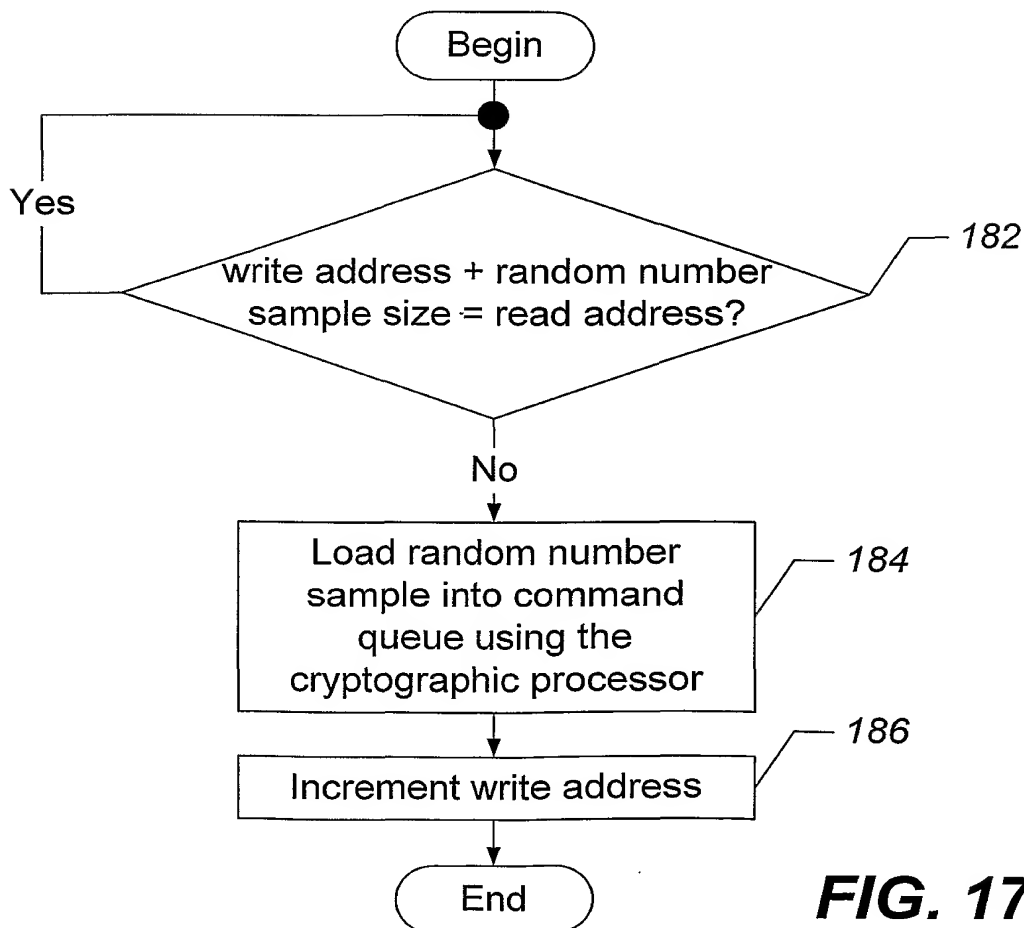 Begin
Yes
182
write address + random number
sample size = read address?
No
Load random number
sample into command
queue using the
cryptographic processor
184
186
Increment write address
End
FIG. 17